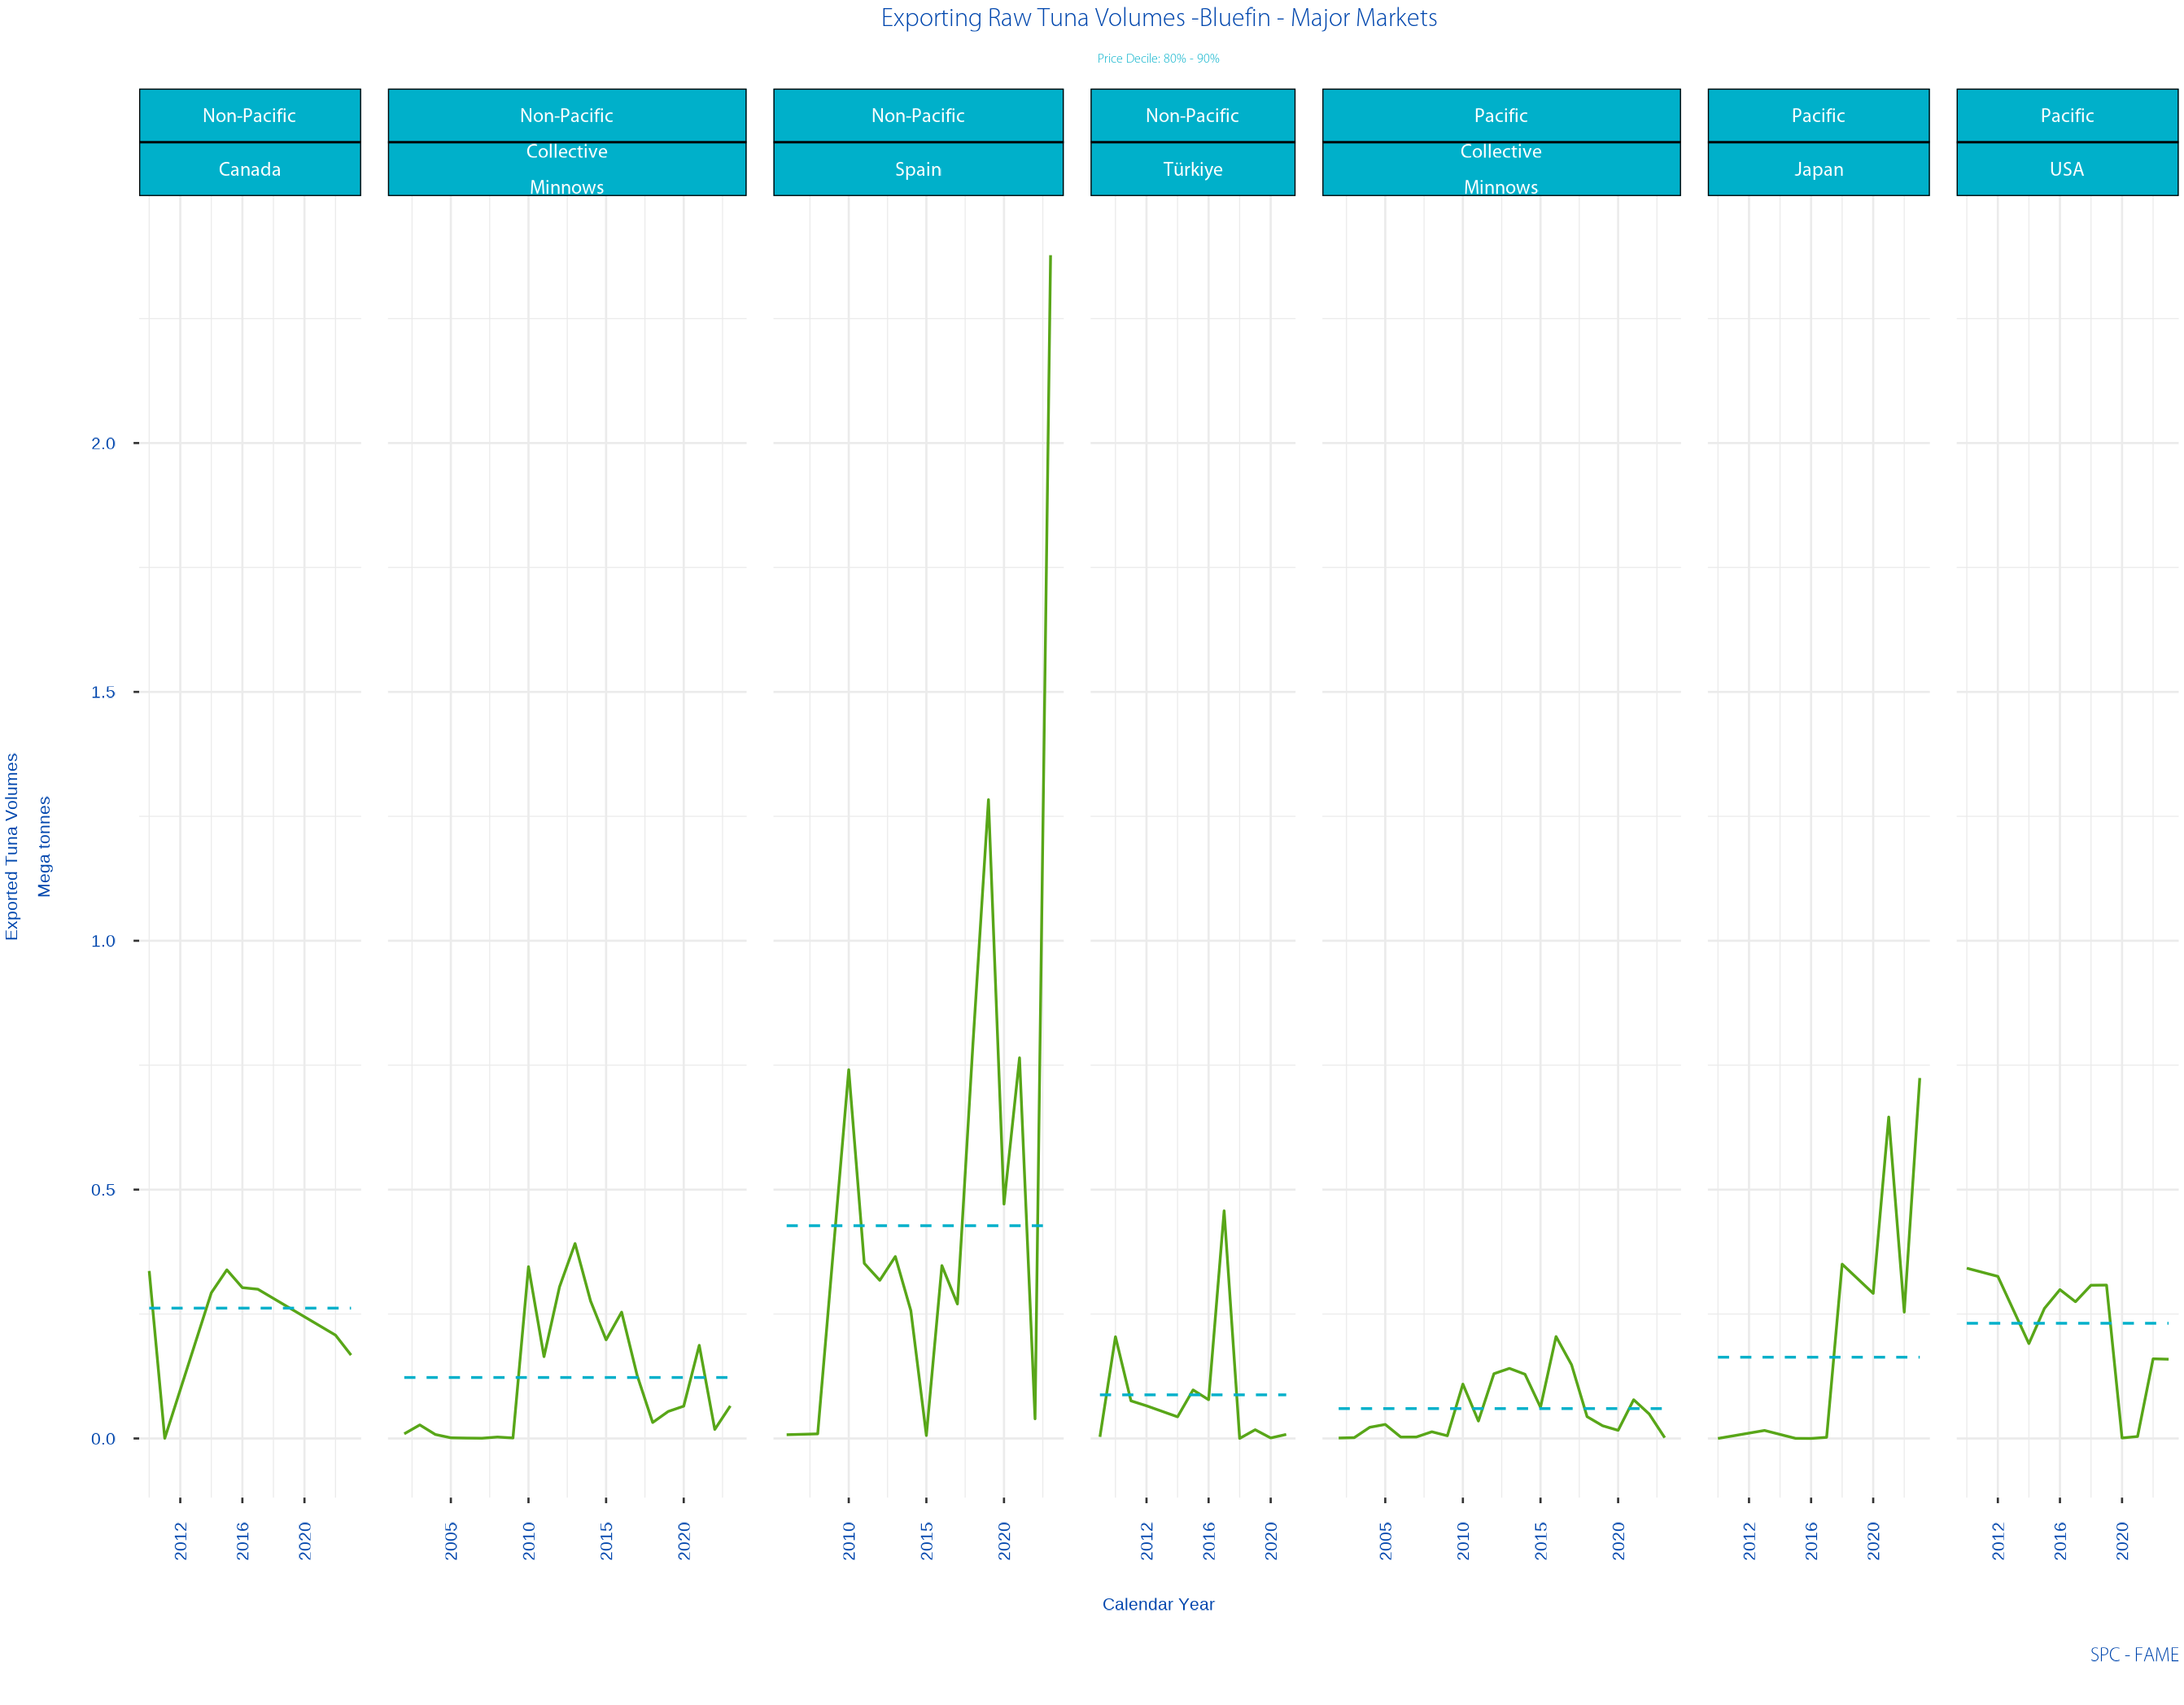 Exporting Raw Tuna Volumes -Bluefin - Major Markets
Price Decile: 80% - 90%
Non-Pacific Non-Pacific Non-Pacific Non-Pacific Pacific Pacific Pacific
Canada Collective Minnows Spain Türkiye Collective Minnows Japan USA
Exported Tuna Volumes
Mega tonnes
2.0
1.5
1.0
0.5
0.0
2012 2016 2020 2005 2010 2015 2020 2010 2015 2020 2012 2016 2020 2005 2010 2015 2020 2012 2016 2020 2012 2016 2020
Calendar Year
SPC - FAME